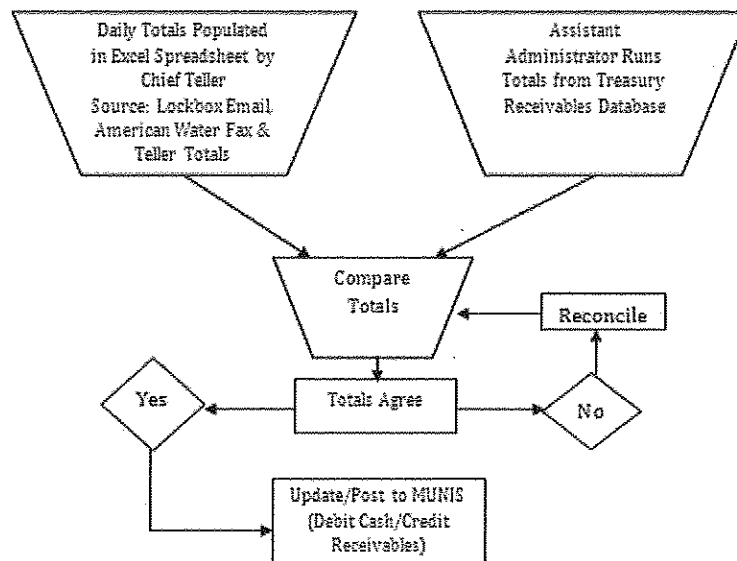 Daily Totals Populated
in Excel Spreadsheet by
Chief Teller
Source: Lockbox Email,
American Water Fax &
Teller Totals
Assistant
Administrator Runs
Totals from Treasury
Receivables Database
Compare
Totals
Reconcile
Yes
Totals Agree
No
Update/Post to MUNIS
(Debit Cash/Credit
Receivables)